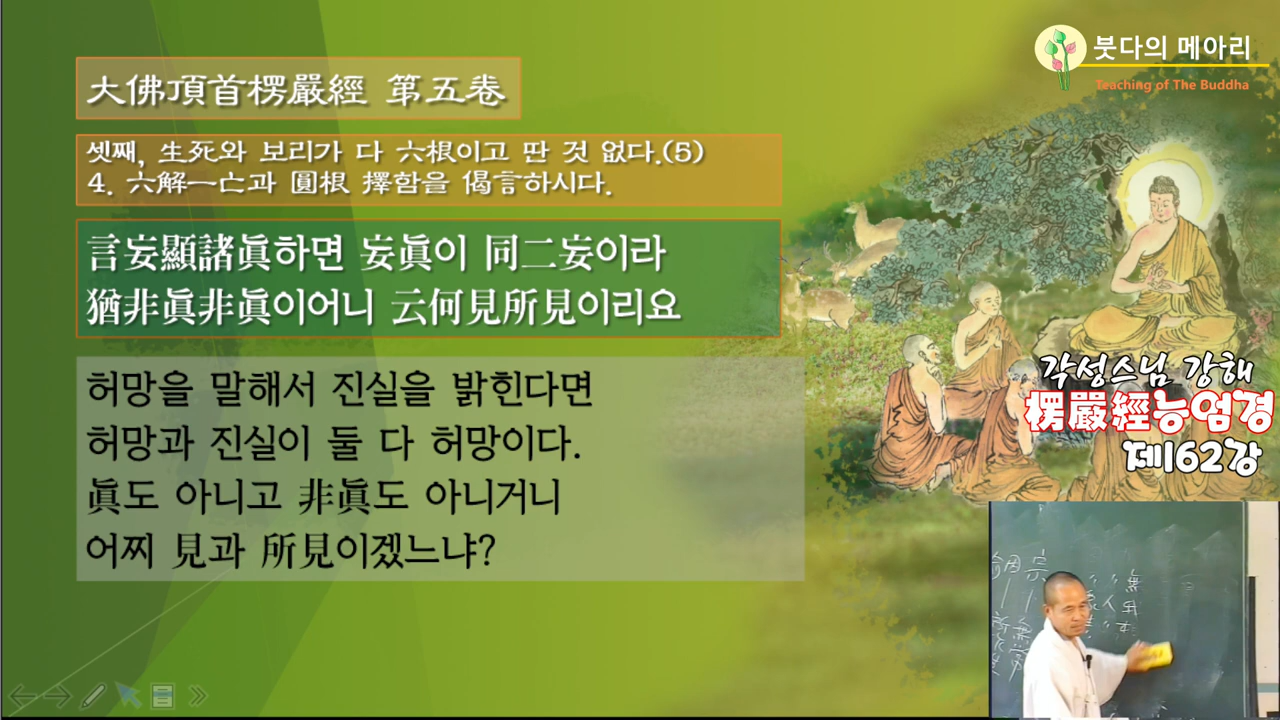 大佛頂首楞嚴經 第五卷
셋째, 生死와 보리가 다 六根이고 딴 것 없다.(5)
4. 六解一亡과 圓根 擇함을 偈言하시다.
言妄顯諸眞하면 妄眞이 同二妄이라
猶非眞非眞이어니 云何見所見이리요
허망을 말해서 진실을 밝힌다면
허망과 진실이 둘 다 허망이다.
眞도 아니고 非眞도 아니거니
어찌 見과 所見이겠느냐?
붓다의 메아리
Teaching of The Buddha
각성스님 강해
楞嚴經능엄경
제162강
宗
因
無